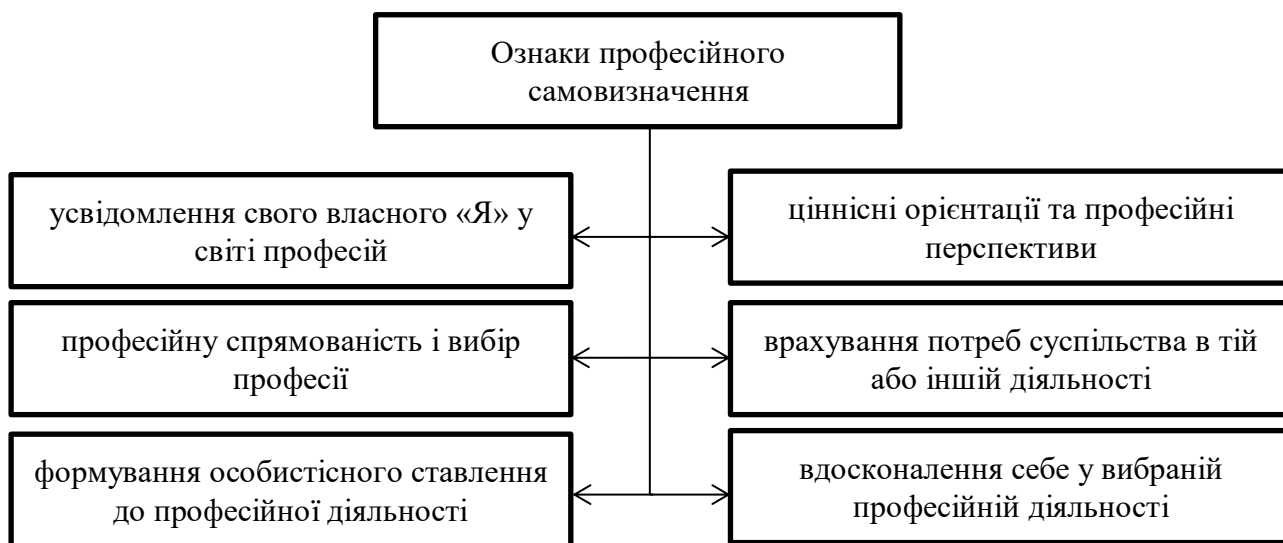 Ознаки професійного
самовизначення
усвідомлення свого власного «Я» у
світі професій
ціннісні орієнтації та професійні
перспективи
професійну спрямованість і вибір
професії
врахування потреб суспільства в тій
або іншій діяльності
формування особистісного ставлення
до професійної діяльності
вдосконалення себе у вибраній
професійній діяльності